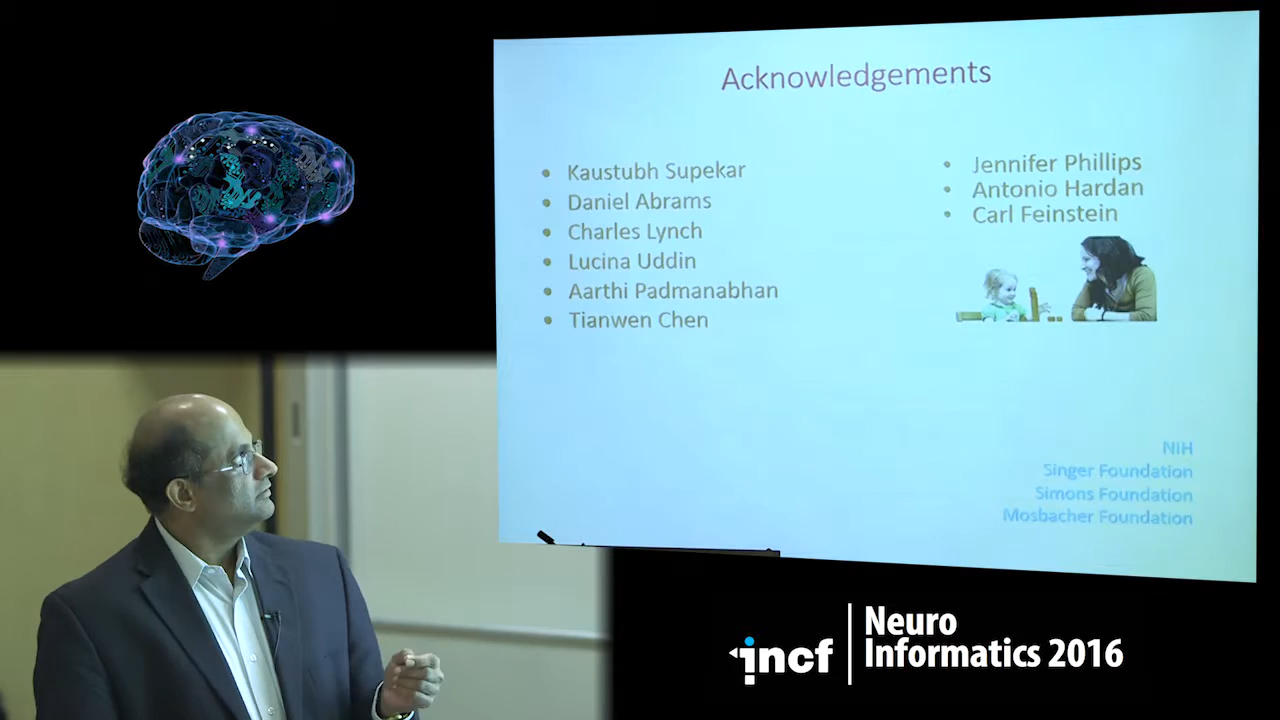 Acknowledgements
• Kaustubh Supekar
• Daniel Abrams
• Charles Lynch
• Lucina Uddin
• Aarthi Padmanabhan
• Tianwen Chen
• Jennifer Phillips
• Antonio Hardan
• Carl Feinstein
NIH
Singer Foundation
Simons Foundation
Mosbacher Foundation
incf
Neuro
Informatics 2016